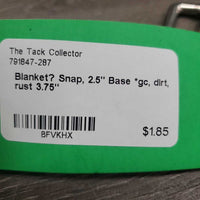 The Tack Collector
791847-287
Blanket? Snap, 2.5" Base *gc, dirt,
rust 3.75"
BFVKHX
$1.85